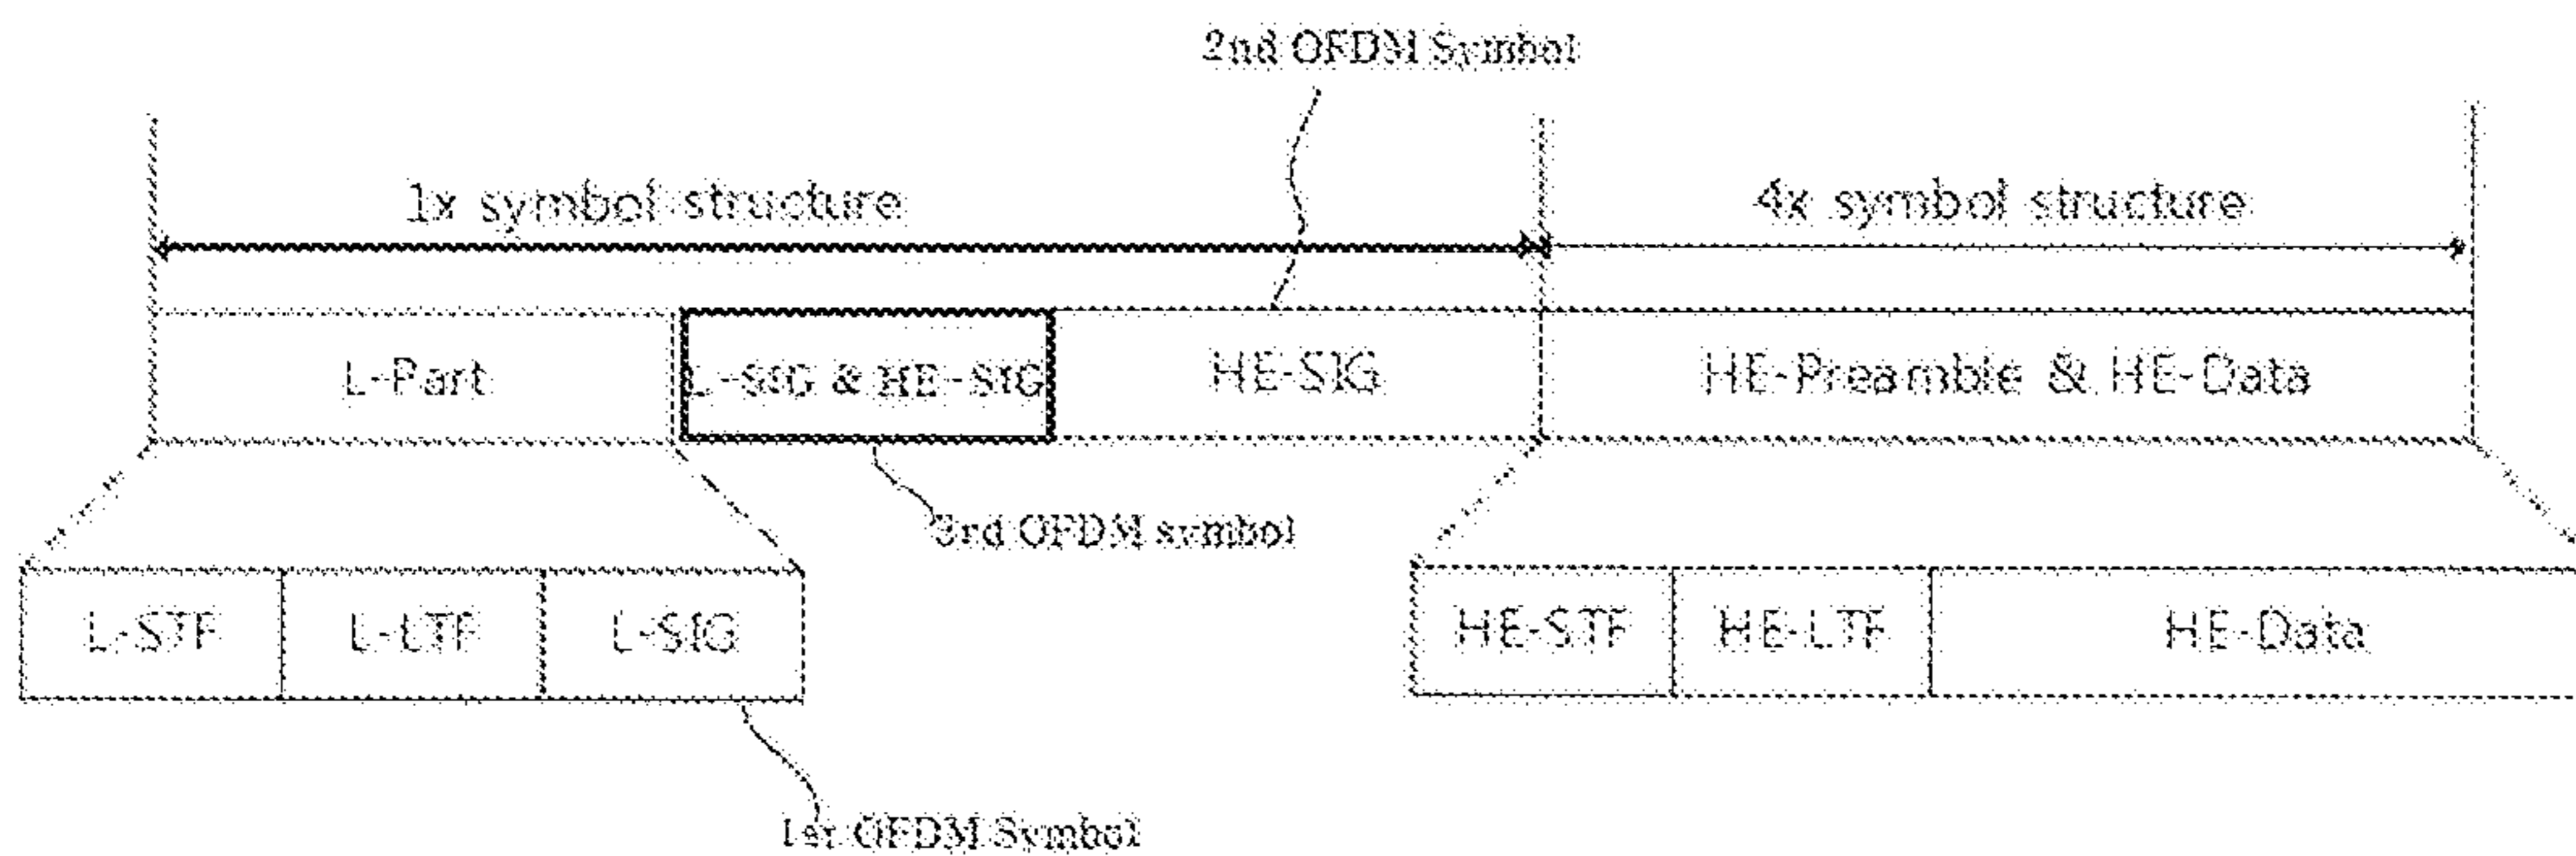 2nd OFDM Symbol
1x symbol structure
4x symbol structure
L-Part
L-SIG & HE-SIG
HE-SIG
HE-Preamble & HE-Data
3rd OFDM symbol
L-STF
L-LTF
L-SIG
HE-STF
HE-LTF
HE-Data
1st OFDM Symbol